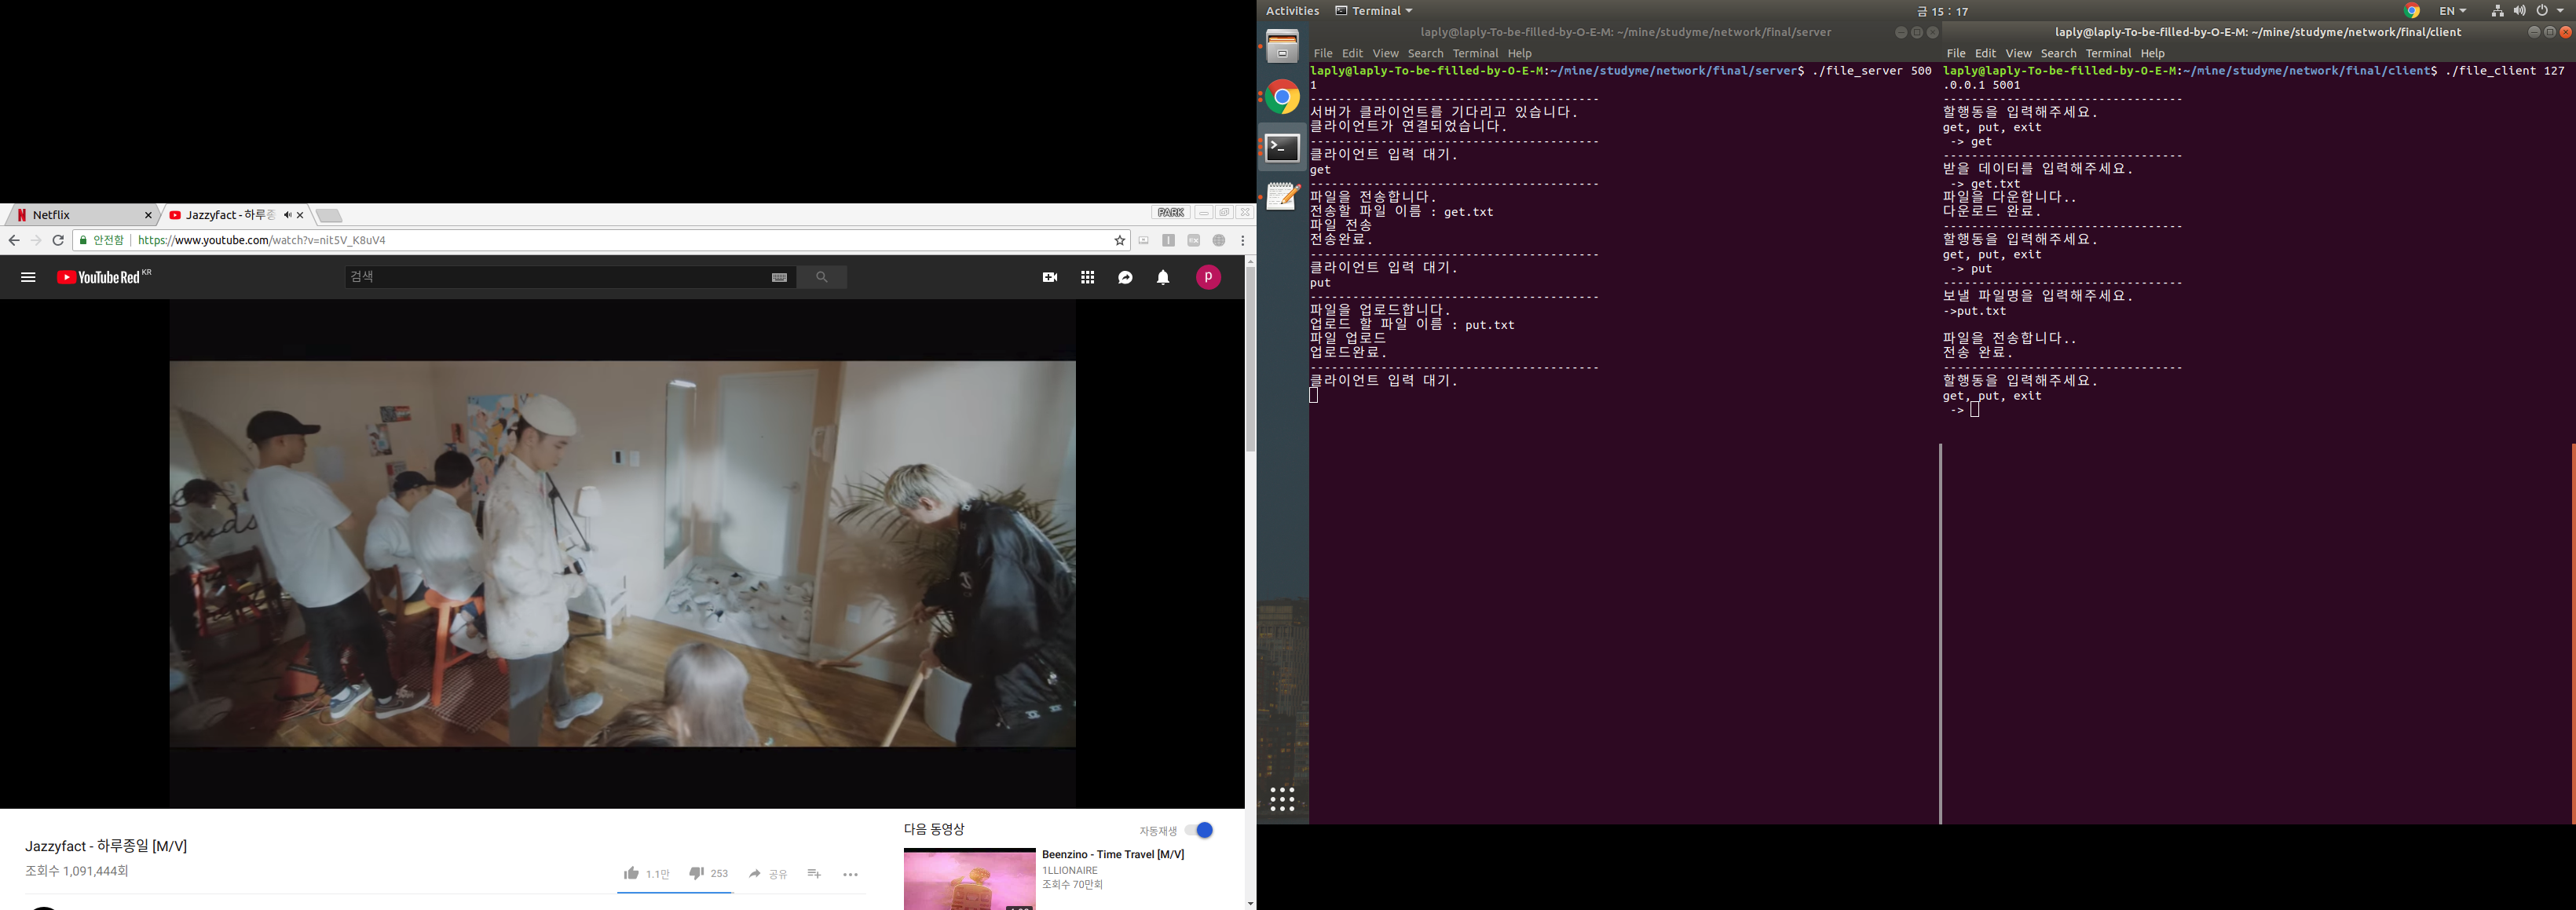 Netflix
Jazzyfact - 하루종
PARK
안전함
https://www.youtube.com/watch?v=nit5V_K8uV4
YouTube Red KR
검색
p
Jazzyfact - 하루종일 [M/V]
조회수 1,091,444회
1.1만
253
공유
다음 동영상
자동재생
Beenzino - Time Travel [M/V]
1LLIONAIRE
조회수 70만회
Activities
Terminal
금 15 : 17
EN
laply@laply-To-be-filled-by-O-E-M: ~/mine/studyme/network/final/server
File Edit View Search Terminal Help
laply@laply-To-be-filled-by-O-E-M:~/mine/studyme/network/final/server$ ./file_server 500
1
-----------------------------------------
서버가 클라이언트를 기다리고 있습니다.
클라이언트가 연결되었습니다.
-----------------------------------------
클라이언트 입력 대기.
get
-----------------------------------------
파일을 전송합니다.
전송할 파일 이름 : get.txt
파일 전송
전송완료.
-----------------------------------------
클라이언트 입력 대기.
put
-----------------------------------------
파일을 업로드합니다.
업로드 할 파일 이름 : put.txt
파일 업로드
업로드완료.
-----------------------------------------
클라이언트 입력 대기.
laply@laply-To-be-filled-by-O-E-M: ~/mine/studyme/network/final/client
File Edit View Search Terminal Help
laply@laply-To-be-filled-by-O-E-M:~/mine/studyme/network/final/client$ ./file_client 127
.0.0.1 5001
----------------------------------
할행동을 입력해주세요.
get, put, exit
-> get
----------------------------------
받을 데이터를 입력해주세요.
-> get.txt
파일을 다운합니다..
다운로드 완료.
----------------------------------
할행동을 입력해주세요.
get, put, exit
-> put
----------------------------------
보낼 파일명을 입력해주세요.
->put.txt
파일을 전송합니다..
전송 완료.
----------------------------------
할행동을 입력해주세요.
get, put, exit
->